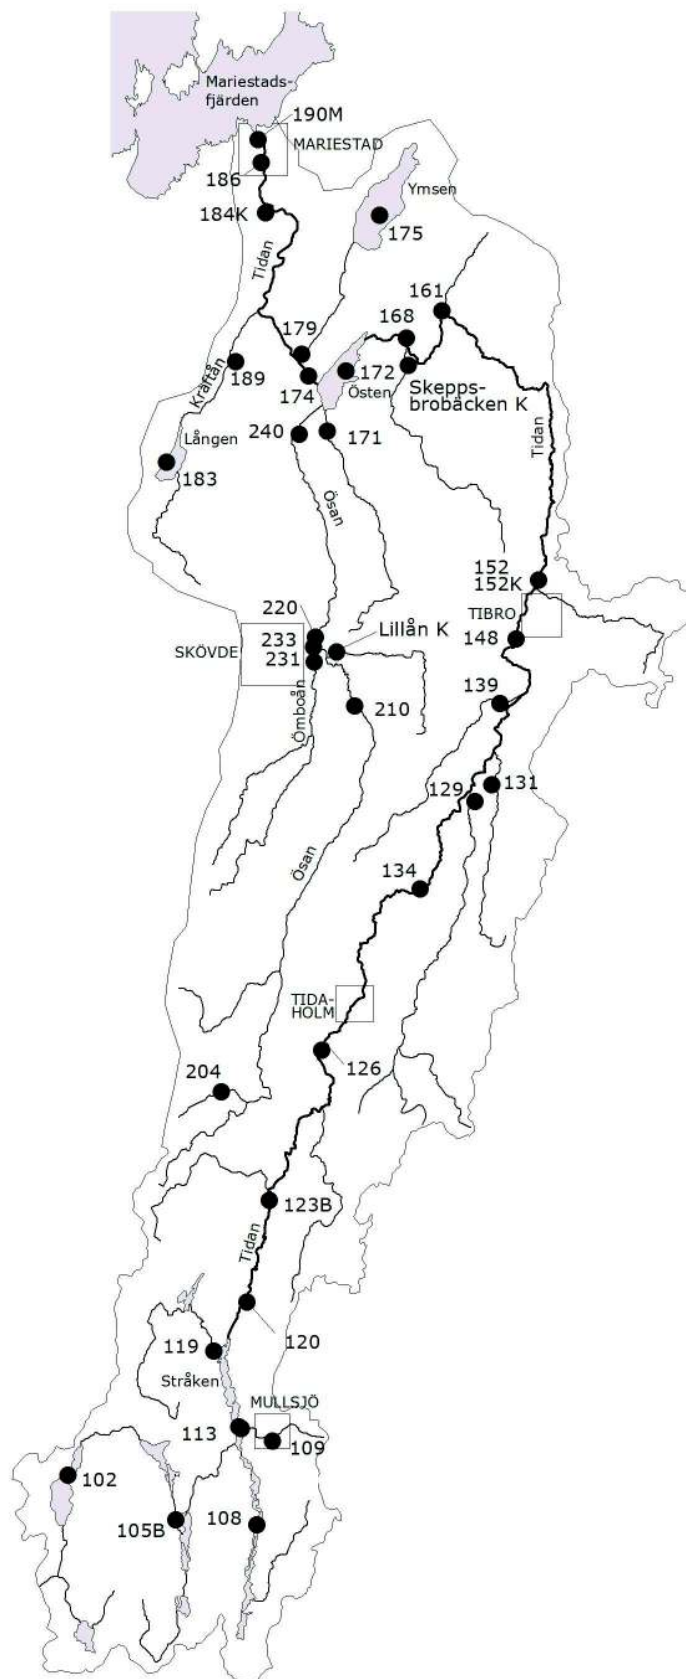 Mariestads-
fjärden
190M
MARIESTAD
186
184K
Ymsen
175
Tidan
161
168
179
172
Östen
174
189
Kräftån
Skepps-
brobäcken K
Tidan
240
171
Lången
183
Ösan
152
152K
TIBRO
148
220
233
231
SKÖVDE
Lillån K
139
Ömboån
210
131
129
Ösan
134
TIDA-
HOLM
126
204
123B
Tidan
120
119
Stråken
MULLSJÖ
113
109
102
105B
108